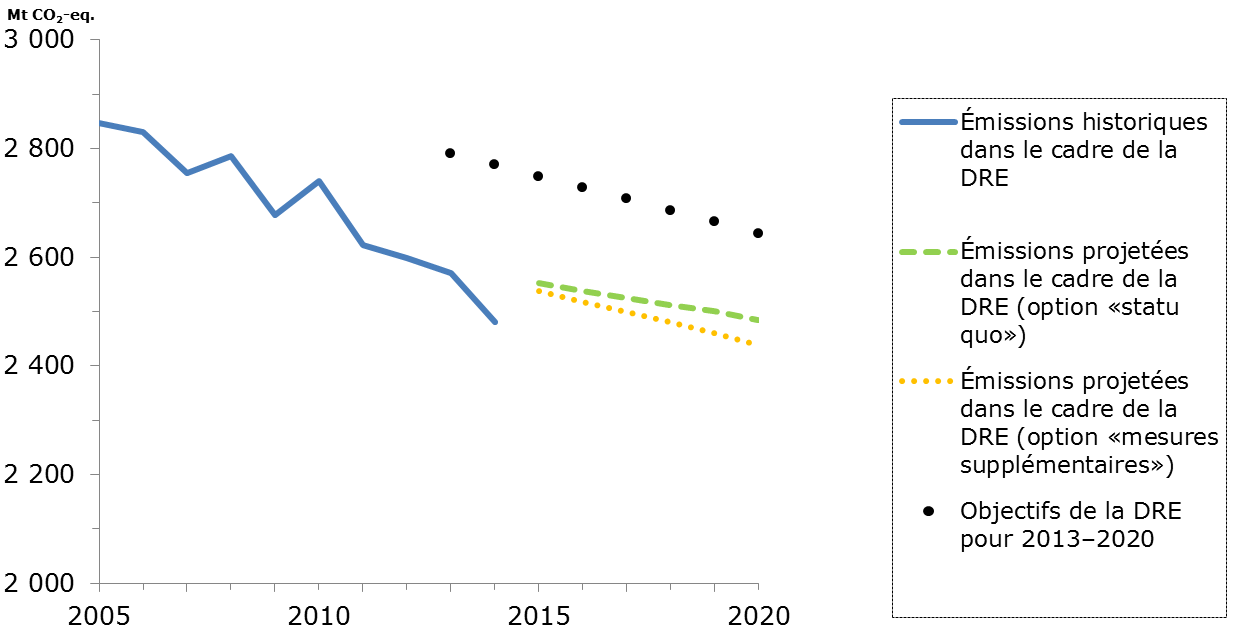 Mt CO₂-eq.
3 000
2 800
2 600
2 400
2 200
2 000
2005
2010
2015
2020
Émissions historiques
dans le cadre de la
DRE
Émissions projetées
dans le cadre de la
DRE (option «statu
quo»)
Émissions projetées
dans le cadre de la
DRE (option «mesures
supplémentaires»)
Objectifs de la DRE
pour 2013–2020